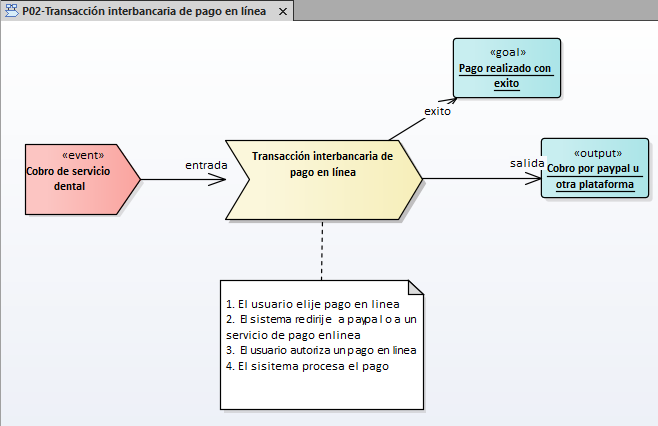 P02-Transacción interbancaria de pago en línea
«goal»
Pago realizado con
exito
exito
«event»
Cobro de servicio
dental
entrada
Transacción interbancaria de
pago en línea
salida
«output»
Cobro por paypal u
otra plataforma
1. El usuario elije pago en linea
2. El sistema redirije a paypal o a un
servicio de pago enlinea
3. El usuario autoriza un pago en linea
4. El sisitema procesa el pago